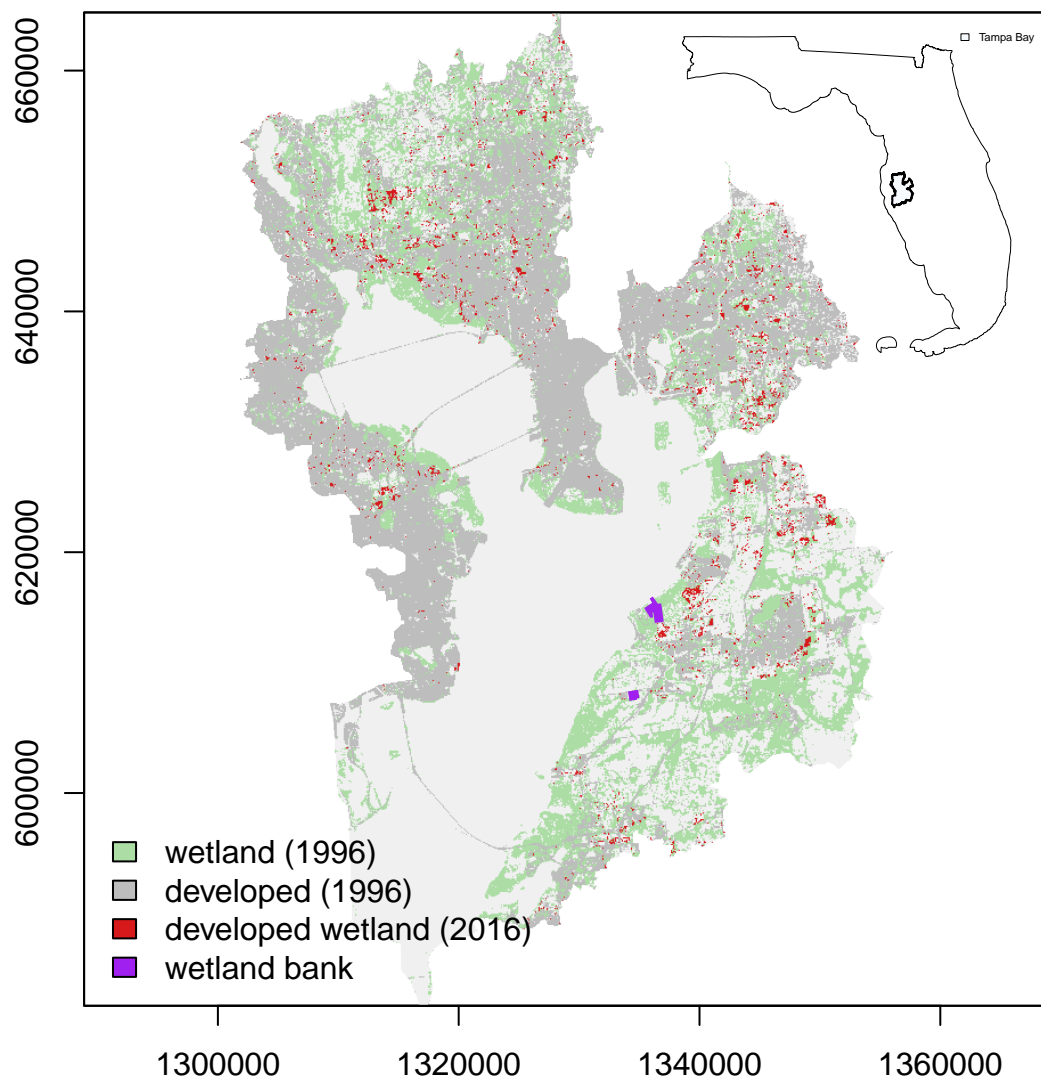 Tampa Bay
660000
640000
620000
600000
wetland (1996)
developed (1996)
developed wetland (2016)
wetland bank
1300000
1320000
1340000
1360000